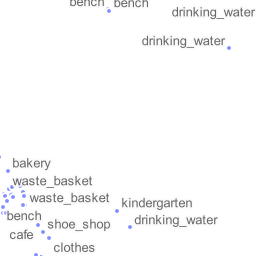 bench
bench
drinking_water
drinking_water
bakery
waste_basket
waste_basket
kindergarten
bench
drinking_water
shoe_shop
cafe
clothes